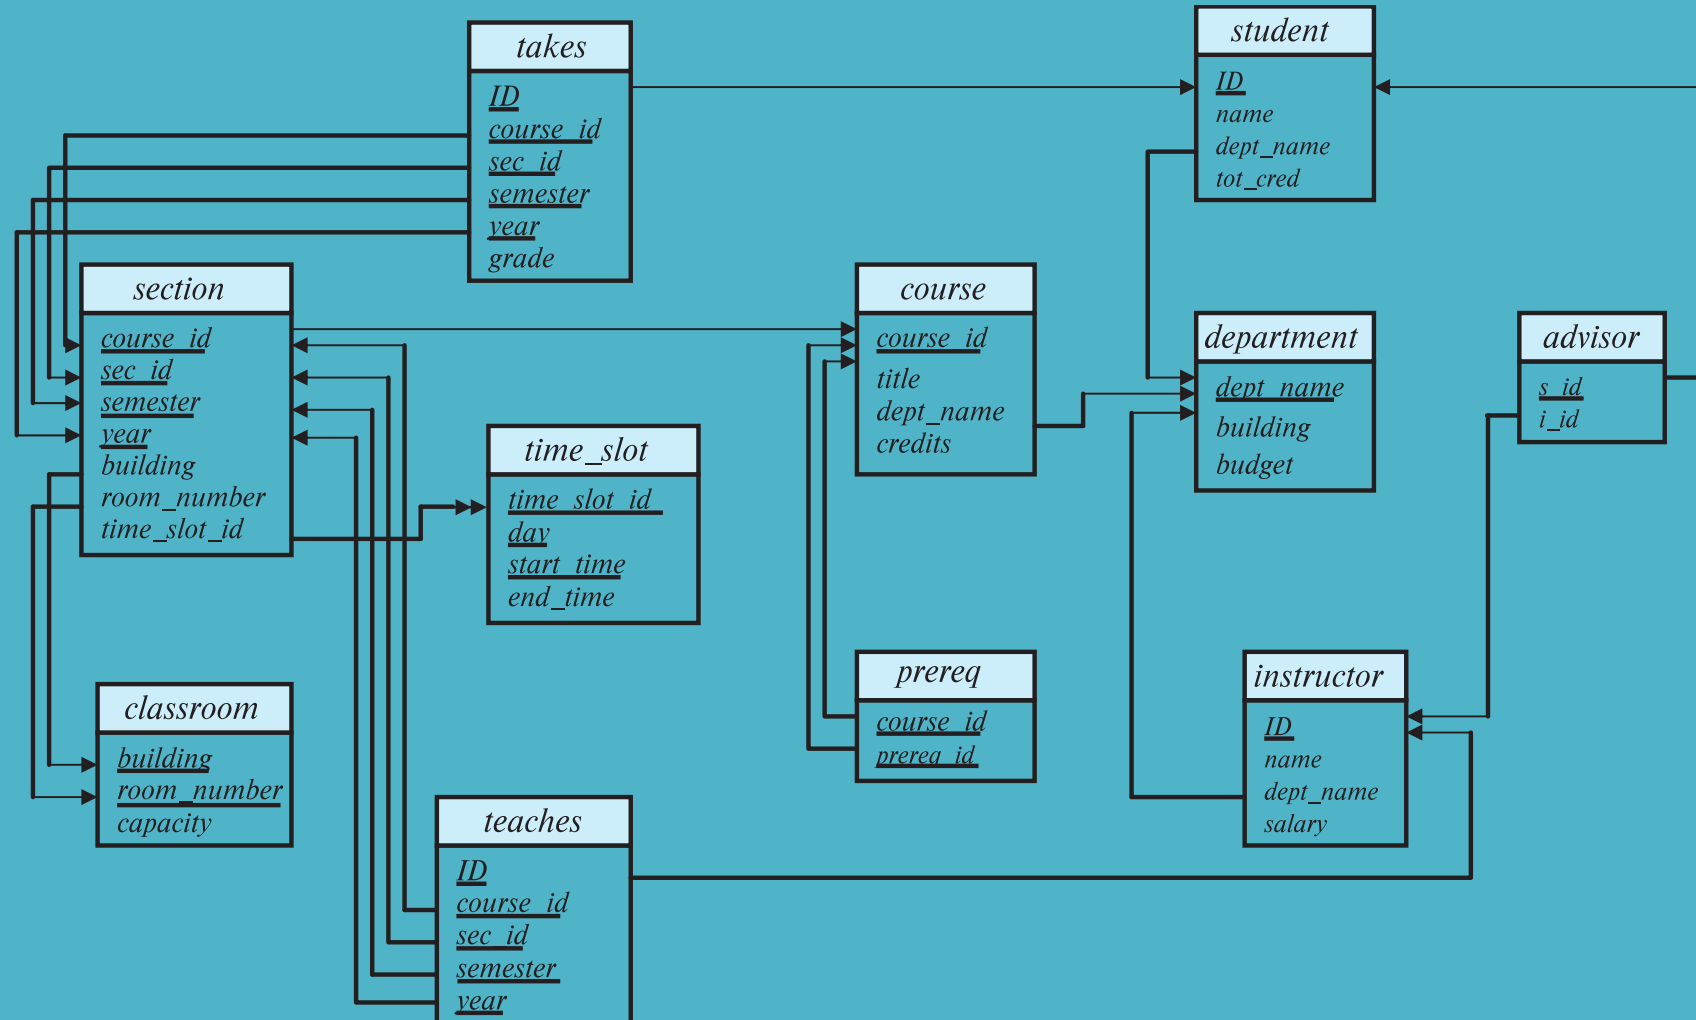 takes
ID
course_id
sec_id
semester
year
grade
student
ID
name
dept_name
tot_cred
section
course_id
sec_id
semester
year
building
room_number
time_slot_id
course
course_id
title
dept_name
credits
department
dept_name
building
budget
advisor
s_id
i_id
time_slot
time_slot_id
day
start_time
end_time
prereq
course_id
prereq_id
instructor
ID
name
dept_name
salary
classroom
building
room_number
capacity
teaches
ID
course_id
sec_id
semester
year